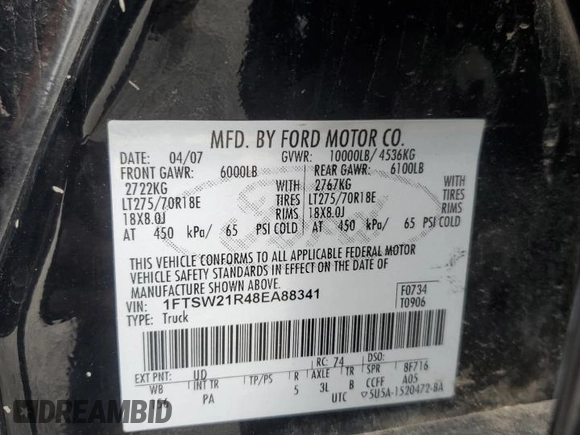 MFD. BY FORD MOTOR CO.
DATE: 04/07 GVWR: 10000LB/ 4536KG
FRONT GAWR: 6000LB REAR GAWR: 6100LB
2722KG WITH 2767KG WITH
LT275/70R18E TIRES LT275/70R18E TIRES
18X8.0J RIMS 18X8.0J RIMS
AT 450 kPa/ 65 PSI COLD AT 450 kPa/ 65 PSI COLD
THIS VEHICLE CONFORMS TO ALL APPLICABLE FEDERAL MOTOR
VEHICLE SAFETY STANDARDS IN EFFECT ON THE DATE OF
MANUFACTURE SHOWN ABOVE.
VIN: 1FTSW21R48EA88341 F0734
TYPE: Truck T0906
EXT PNT: UD RC: 74 DSO:
WB INT TR TP/PS R AXLE TR SPR BF716
156 PA 5 3L B CCFF A05
UTC 5U5A-1520472-BA
DREAMBID